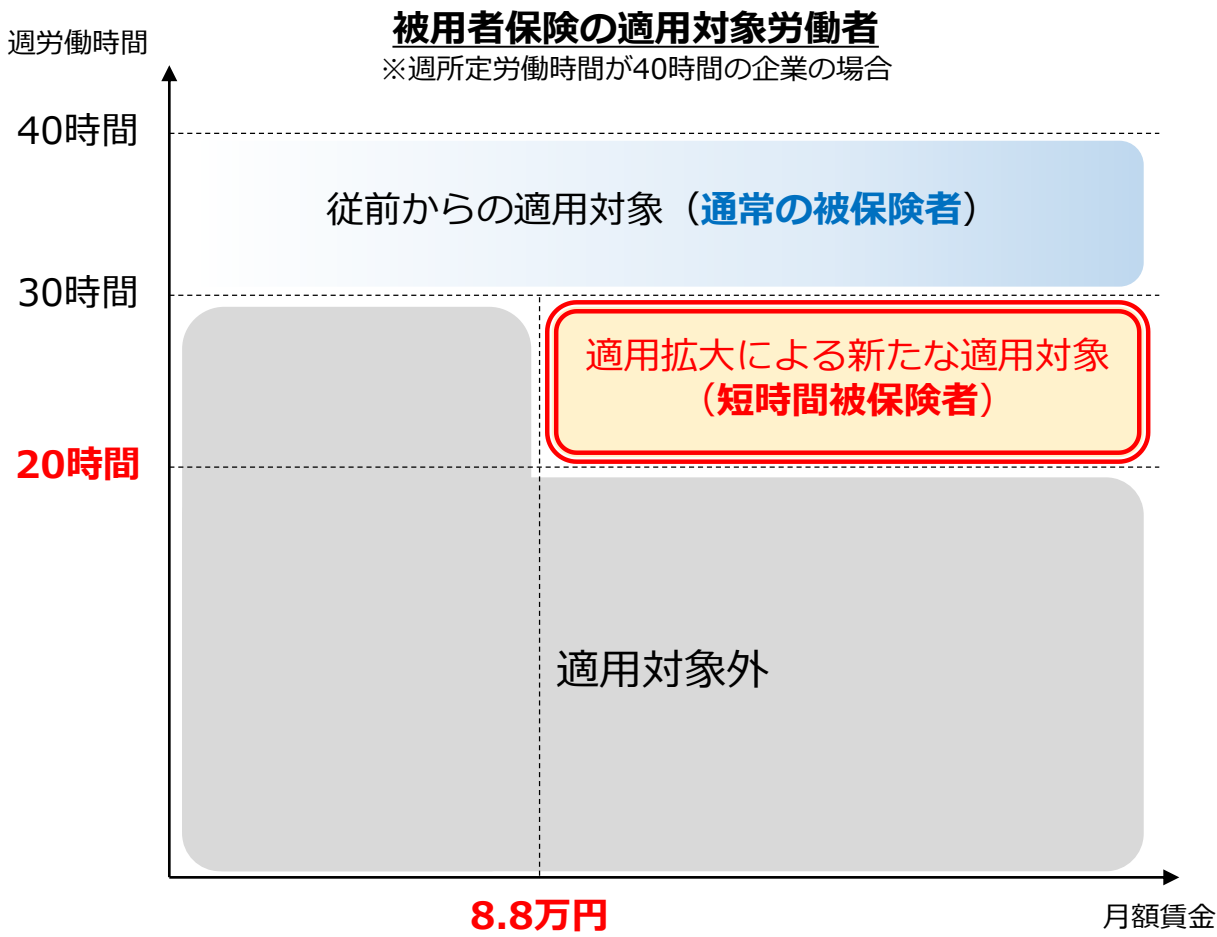 被用者保険の適用対象労働者
※週所定労働時間が40時間の企業の場合
週労働時間
40時間
従前からの適用対象（通常の被保険者）
30時間
適用拡大による新たな適用対象
（短時間被保険者）
20時間
適用対象外
8.8万円
月額賃金